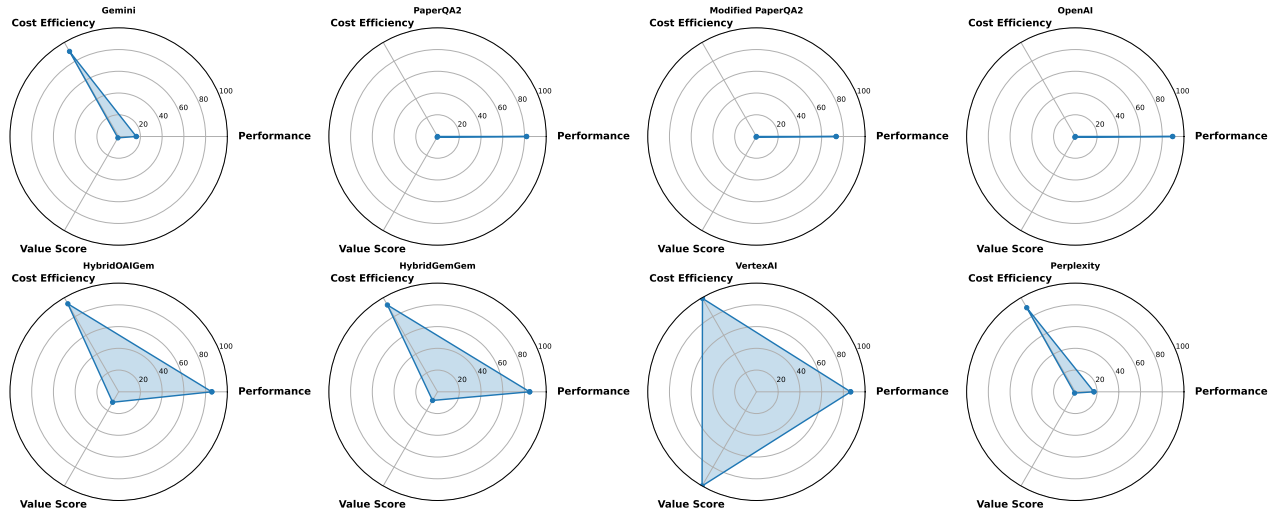 Gemini
Cost Efficiency
100
80
60
40
20
Performance
Value Score
PaperQA2
Cost Efficiency
100
80
60
40
20
Performance
Value Score
Modified PaperQA2
Cost Efficiency
100
80
60
40
20
Performance
Value Score
OpenAI
Cost Efficiency
100
80
60
40
20
Performance
Value Score
HybridOAIGem
Cost Efficiency
100
80
60
40
20
Performance
Value Score
HybridGemGem
Cost Efficiency
100
80
60
40
20
Performance
Value Score
VertexAI
Cost Efficiency
100
80
60
40
20
Performance
Value Score
Perplexity
Cost Efficiency
100
80
60
40
20
Performance
Value Score